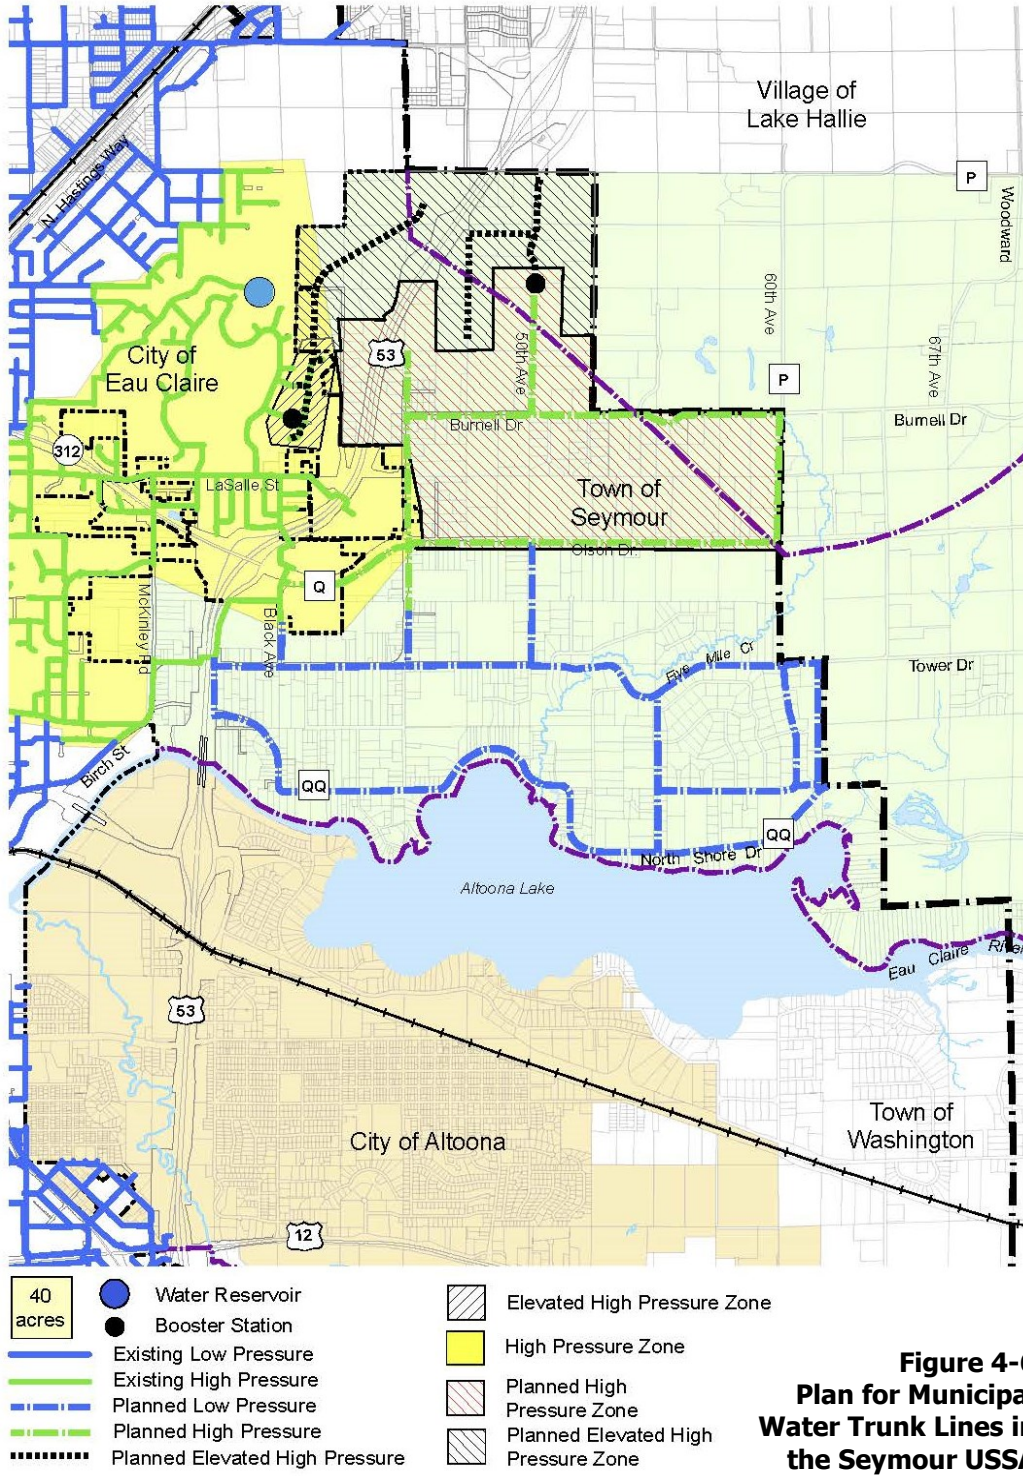 Village of
Lake Hallie
P
Woodward
N. Hastings Way
60th Ave
67th Ave
City of
Eau Claire
53
50th Ave
P
Burnell Dr
Burnell Dr
312
LaSalle St
Town of
Seymour
Olson Dr
Q
McKinley Rd
Black Ave
Five Mile Cr
Tower Dr
Birch St
QQ
QQ
North Shore Dr
Altoona Lake
Eau Claire River
53
City of Altoona
Town of
Washington
12
40
acres
Water Reservoir
Booster Station
Existing Low Pressure
Existing High Pressure
Planned Low Pressure
Planned High Pressure
Planned Elevated High Pressure
Elevated High Pressure Zone
High Pressure Zone
Planned High
Pressure Zone
Planned Elevated High
Pressure Zone
Figure 4-
Plan for Municipa
Water Trunk Lines i
the Seymour USSA